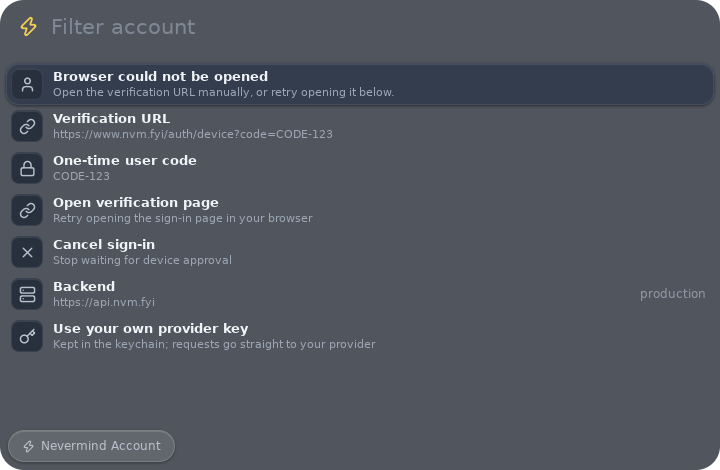 Filter account
Browser could not be opened
Open the verification URL manually, or retry opening it below.
Verification URL
https://www.nvm.fyi/auth/device?code=CODE-123
One-time user code
CODE-123
Open verification page
Retry opening the sign-in page in your browser
Cancel sign-in
Stop waiting for device approval
Backend
https://api.nvm.fyi
production
Use your own provider key
Kept in the keychain; requests go straight to your provider
Nevermind Account